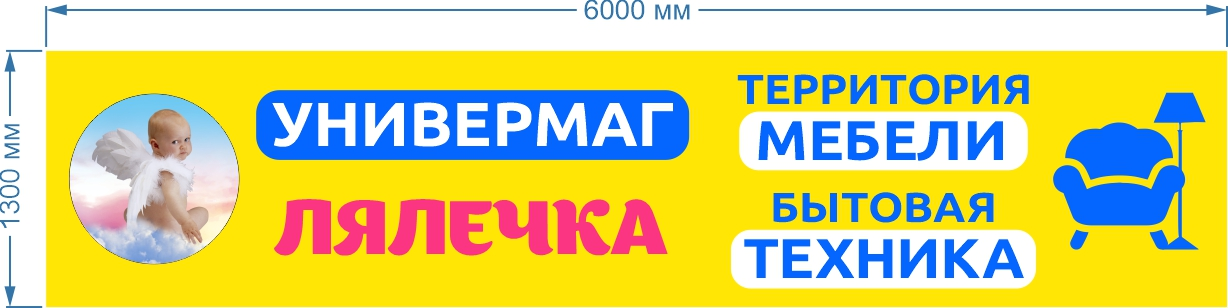 6000 мм
1300 мм
УНИВЕРМАГ
ЛЯЛЕЧКА
ТЕРРИТОРИЯ
МЕБЕЛИ
БЫТОВАЯ
ТЕХНИКА